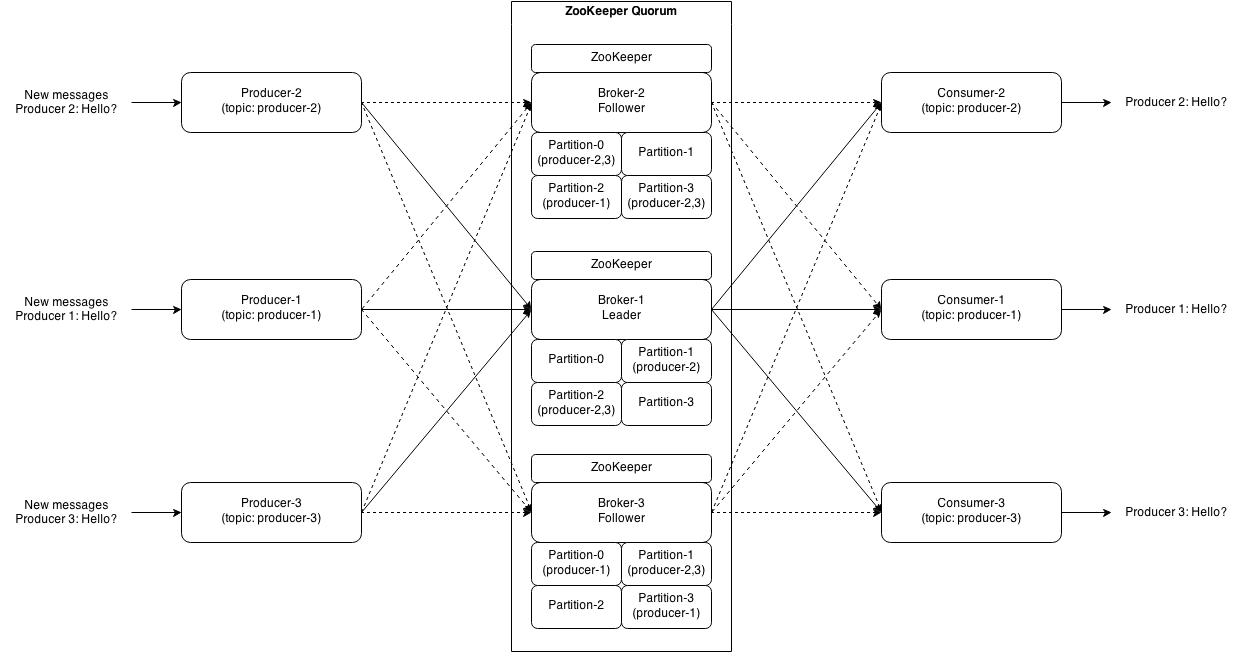 ZooKeeper Quorum
New messages
Producer 2: Hello?
Producer-2
(topic: producer-2)
ZooKeeper
Broker-2
Follower
Partition-0
(producer-2,3)
Partition-1
Partition-2
(producer-1)
Partition-3
(producer-2,3)
Consumer-2
(topic: producer-2)
Producer 2: Hello?
New messages
Producer 1: Hello?
Producer-1
(topic: producer-1)
ZooKeeper
Broker-1
Leader
Partition-0
Partition-1
(producer-2)
Partition-2
(producer-2,3)
Partition-3
Consumer-1
(topic: producer-1)
Producer 1: Hello?
New messages
Producer 3: Hello?
Producer-3
(topic: producer-3)
ZooKeeper
Broker-3
Follower
Partition-0
(producer-1)
Partition-1
(producer-2,3)
Partition-2
Partition-3
(producer-1)
Consumer-3
(topic: producer-3)
Producer 3: Hello?